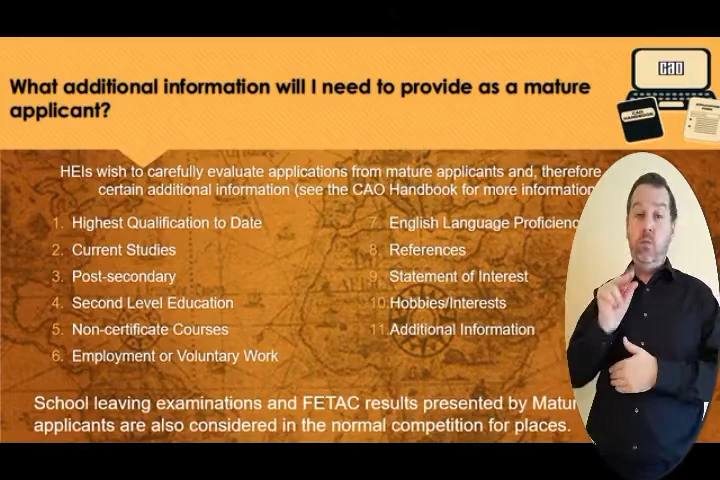 What additional information will I need to provide as a mature
applicant?
cao
CAO
HANDBOOK
HEIs wish to carefully evaluate applications from mature applicants and, therefore
certain additional information (see the CAO Handbook for more information
1. Highest Qualification to Date
2. Current Studies
3. Post-secondary
4. Second Level Education
5. Non-certificate Courses
6. Employment or Voluntary Work
7. English Language Proficienc
8. References
9. Statement of Interest
10. Hobbies/Interests
11. Additional Information
School leaving examinations and FETAC results presented by Matur
applicants are also considered in the normal competition for places.